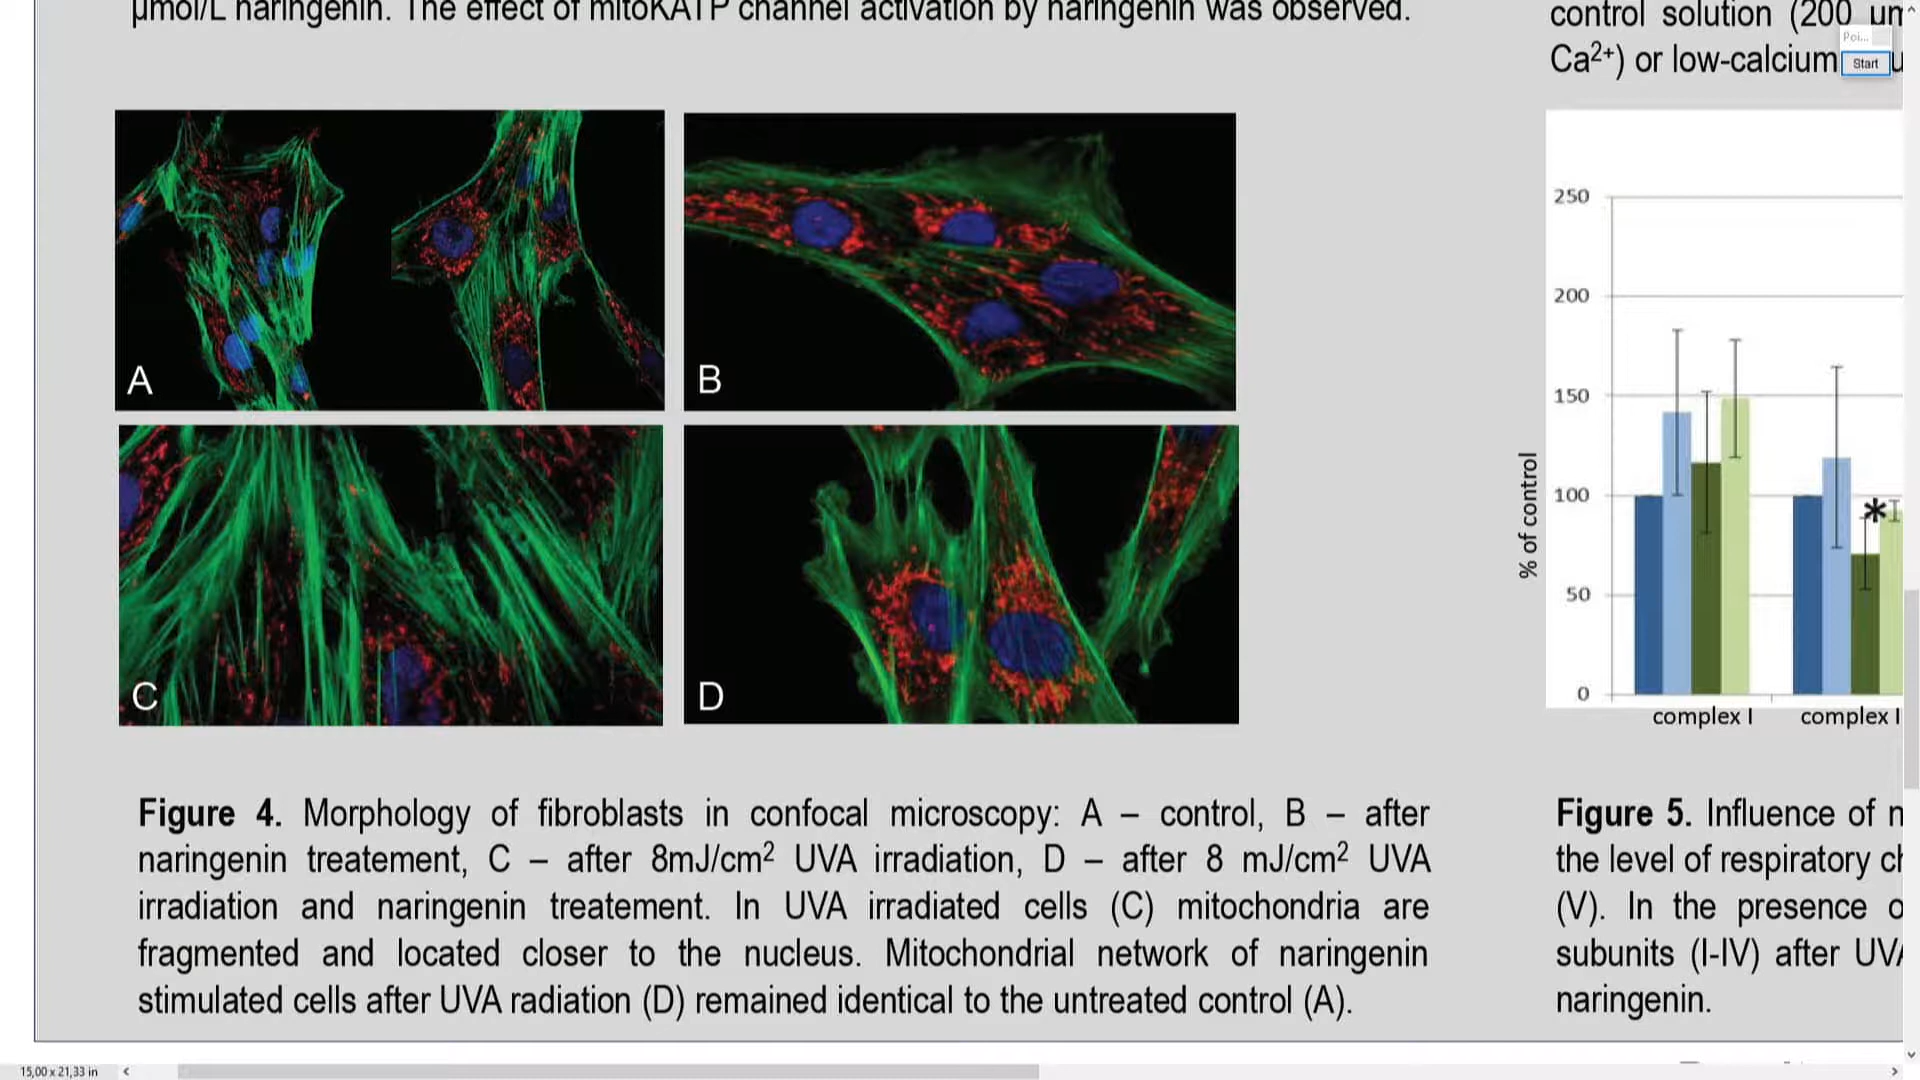 µmol/L naringenin. The effect of mitoKATP channel activation by naringenin was observed.
A
B
C
D
Figure 4. Morphology of fibroblasts in confocal microscopy: A – control, B – after
naringenin treatement, C – after 8mJ/cm² UVA irradiation, D – after 8 mJ/cm² UVA
irradiation and naringenin treatement. In UVA irradiated cells (C) mitochondria are
fragmented and located closer to the nucleus. Mitochondrial network of naringenin
stimulated cells after UVA radiation (D) remained identical to the untreated control (A).
control solution (200
Ca²⁺) or low-calcium
Poi...
Start
250
200
150
100
50
0
% of control
*
complex I
complex I
Figure 5. Influence of n
the level of respiratory ch
(V). In the presence o
subunits (I-IV) after UVA
naringenin.
15,00 x 21,33 in